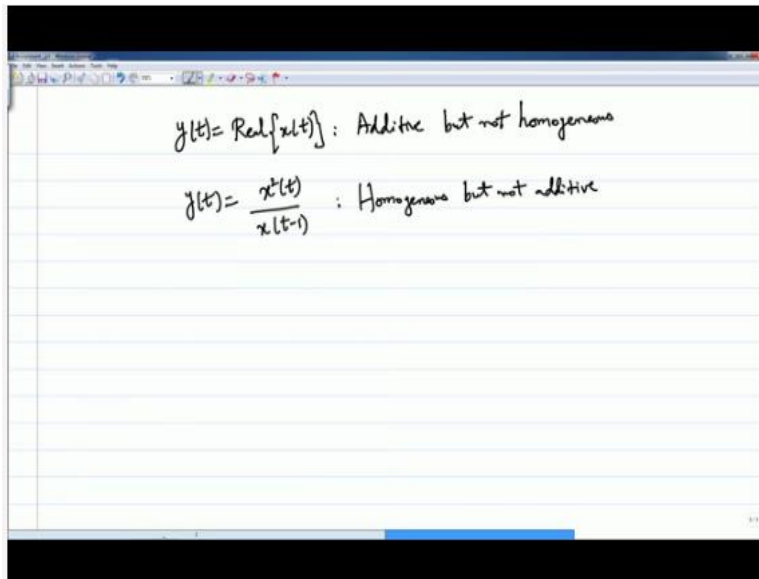 y(t) = Real{x(t)} : Additive but not homogeneous
y(t) = x²(t) / x(t-1) : Homogeneous but not additive